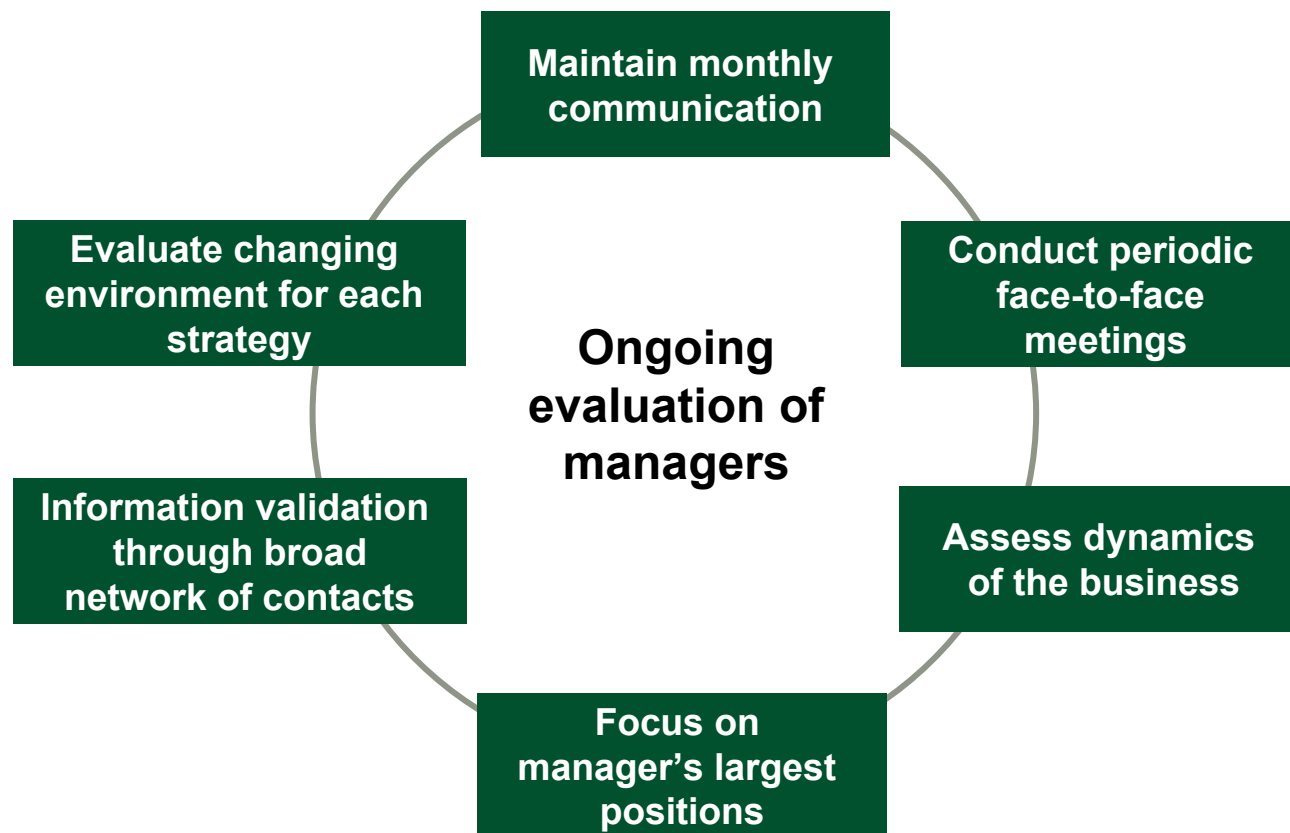 Maintain monthly
communication
Conduct periodic
face-to-face
meetings
Assess dynamics
of the business
Focus on
manager’s largest
positions
Information validation
through broad
network of contacts
Evaluate changing
environment for each
strategy
Ongoing
evaluation of
managers